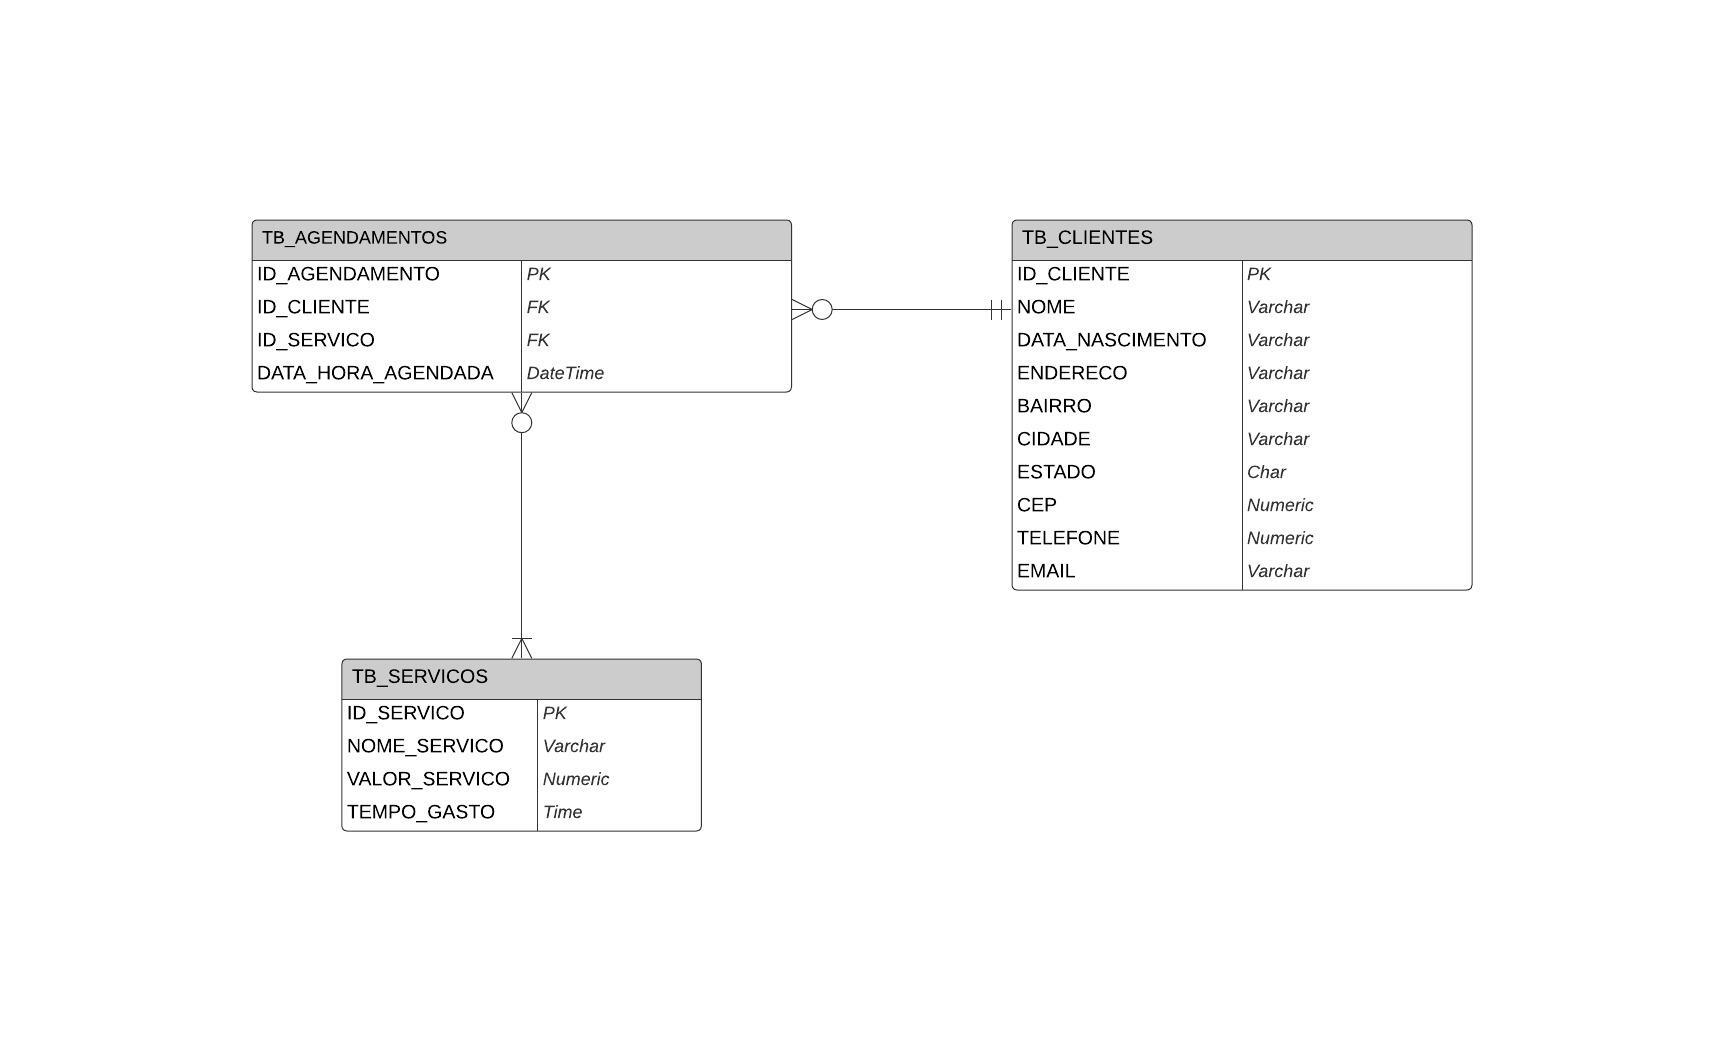 TB_AGENDAMENTOS
ID_AGENDAMENTO PK
ID_CLIENTE FK
ID_SERVICO FK
DATA_HORA_AGENDADA DateTime
TB_CLIENTES
ID_CLIENTE PK
NOME Varchar
DATA_NASCIMENTO Varchar
ENDERECO Varchar
BAIRRO Varchar
CIDADE Varchar
ESTADO Char
CEP Numeric
TELEFONE Numeric
EMAIL Varchar
TB_SERVICOS
ID_SERVICO PK
NOME_SERVICO Varchar
VALOR_SERVICO Numeric
TEMPO_GASTO Time